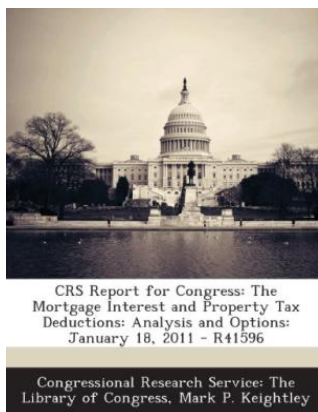 CRS Report for Congress: The
Mortgage Interest and Property Tax
Deductions: Analysis and Options:
January 18, 2011 - R41596
Congressional Research Service: The
Library of Congress, Mark P. Keightley